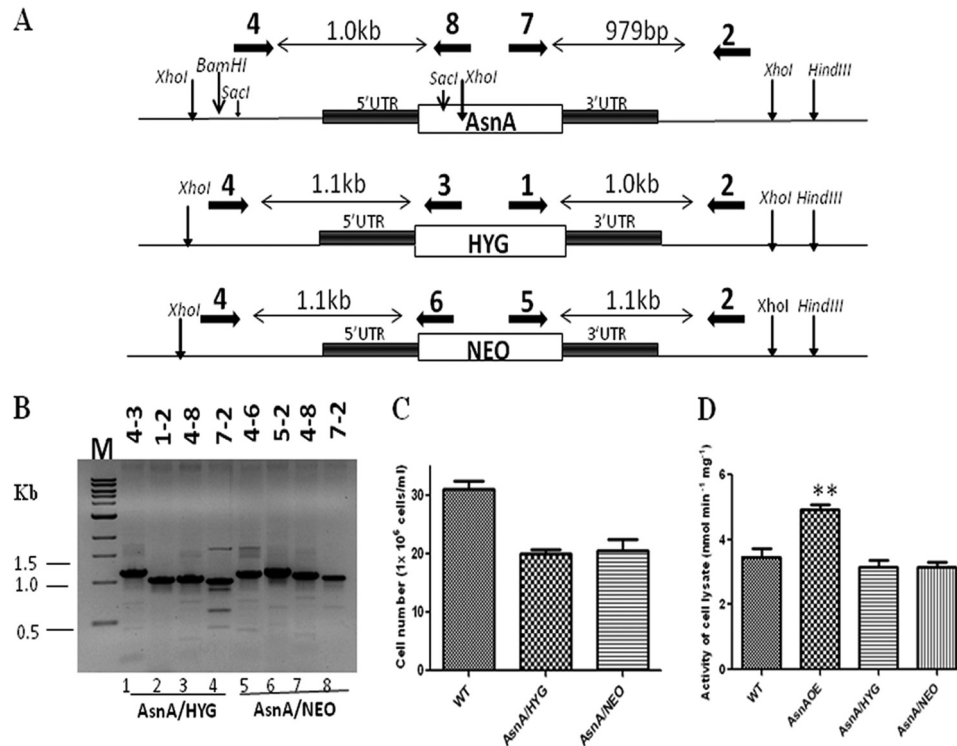 A
4 1.0kb 8 7 979bp 2
XhoI BamHI SacI SacI XhoI XhoI HindIII
5'UTR AsnA 3'UTR
4 1.1kb 3 1 1.0kb 2
XhoI XhoI HindIII
5'UTR HYG 3'UTR
4 1.1kb 6 5 1.1kb 2
XhoI XhoI HindIII
5'UTR NEO 3'UTR
B
M 4-3 1-2 4-8 7-2 4-6 5-2 4-8 7-2
Kb
1.5
1.0
0.5
1 2 3 4 5 6 7 8
AsnA/HYG AsnA/NEO
C
Cell number (1× 10⁶ cells/ml)
30
20
10
0
WT AsnA/HYG AsnA/NEO
D
Activity of cell lysate (nmol min⁻¹ mg⁻¹)
6
4
2
0
**
WT AsnAOE AsnA/HYG AsnA/NEO